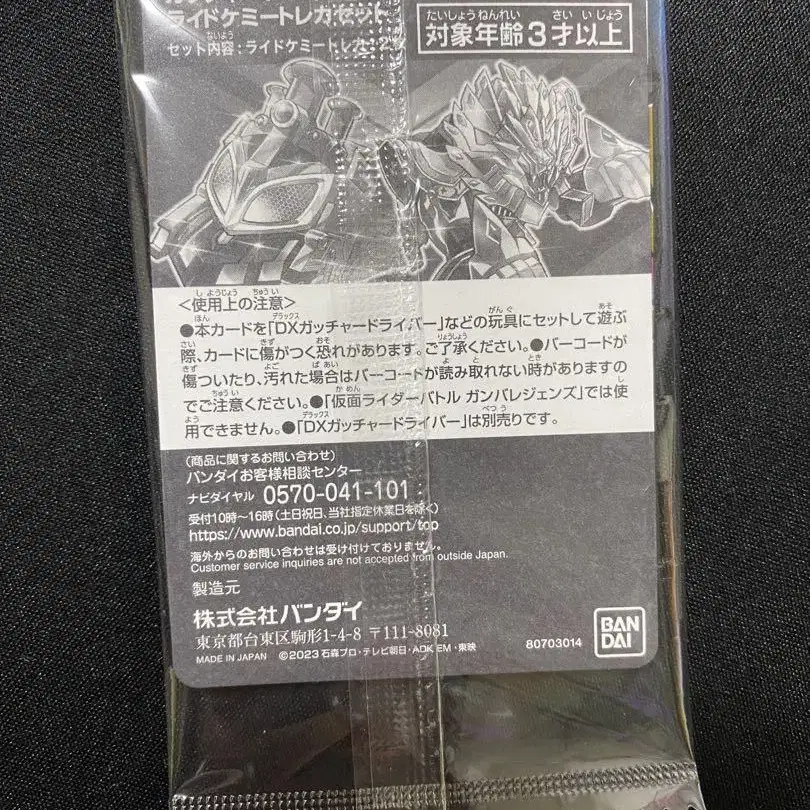 ライドケミートレカセット
セット内容:ライドケミートレカ
対象年齢3才以上
<使用上の注意>
●本カードを「DXガッチャードライバー」などの玩具にセットして遊ぶ
際、カードに傷がつく恐れがあります。ご了承ください。●バーコードが
傷ついたり、汚れた場合はバーコードが読み取れない時がありますの
でご注意ください。●「仮面ライダーバトル ガンバレジェンズ」では使
用できません。●「DXガッチャードライバー」は別売りです。
(商品に関するお問い合わせ)
バンダイお客様相談センター
ナビダイヤル 0570-041-101
受付10時~16時(土日祝日、当社指定休業日を除く)
https://www.bandai.co.jp/support/top
海外からのお問い合わせは受け付けておりません。
Customer service inquiries are not accepted from outside Japan.
製造元
株式会社バンダイ
東京都台東区駒形1-4-8 〒111-8081
MADE IN JAPAN ©2023 石森プロ・テレビ朝日・ADK EM・東映
80703014
BAN
DAI